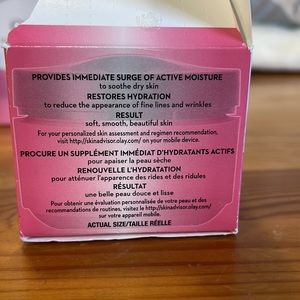 PROVIDES IMMEDIATE SURGE OF ACTIVE MOISTURE
to soothe dry skin
RESTORES HYDRATION
to reduce the appearance of fine lines and wrinkles
RESULT
soft, smooth, beautiful skin
For your personalized skin assessment and regimen recommendation,
visit http://skinadvisor.olay.com/ on your mobile device.
PROCURE UN SUPPLÉMENT IMMÉDIAT D'HYDRATANTS ACTIFS
pour apaiser la peau sèche
RENOUVELLE L'HYDRATATION
pour atténuer l'apparence des rides et des ridules
RÉSULTAT
une belle peau douce et lisse
Pour obtenir une évaluation personnalisée de votre peau et des
recommandations de routines, visitez le http://skinadvisor.olay.com/
sur votre appareil mobile.
ACTUAL SIZE/TAILLE RÉELLE